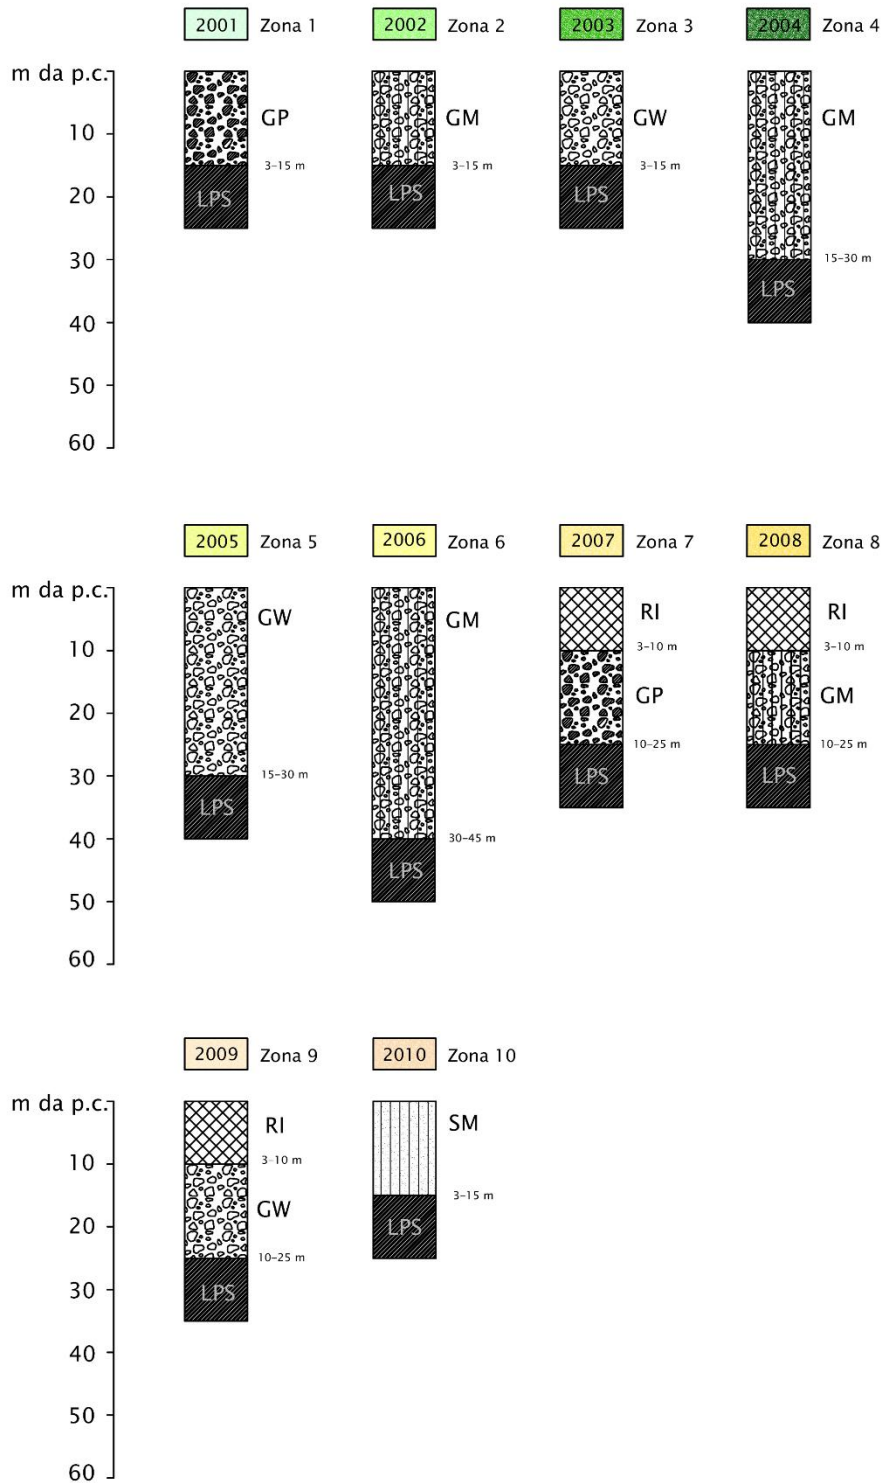 2001 Zona 1 2002 Zona 2 2003 Zona 3 2004 Zona 4
m da p.c.
GP GM GW GM
10
3-15 m 3-15 m 3-15 m
20
LPS LPS LPS
30
15-30 m
LPS
40
50
60
2005 Zona 5 2006 Zona 6 2007 Zona 7 2008 Zona 8
m da p.c.
GW GM RI RI
10
3-10 m 3-10 m
GP GM
20
10-25 m 10-25 m
30
15-30 m
LPS LPS LPS
40
30-45 m
LPS
50
60
2009 Zona 9 2010 Zona 10
m da p.c.
RI SM
10
3-10 m
3-15 m
GW
20
LPS
10-25 m
30
LPS
40
50
60